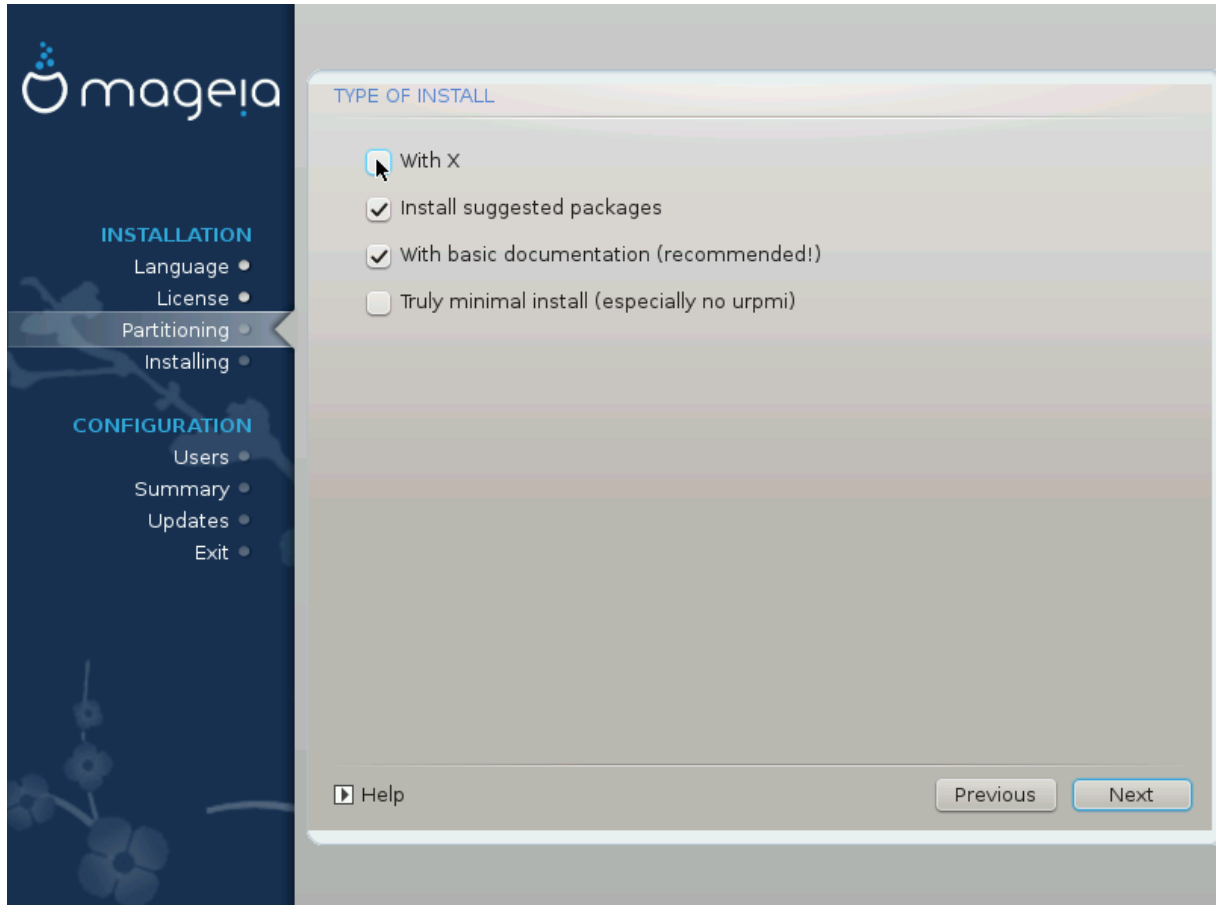 mageia
INSTALLATION
Language
License
Partitioning
Installing
CONFIGURATION
Users
Summary
Updates
Exit
TYPE OF INSTALL
With X
Install suggested packages
With basic documentation (recommended!)
Truly minimal install (especially no urpmi)
Help
Previous
Next